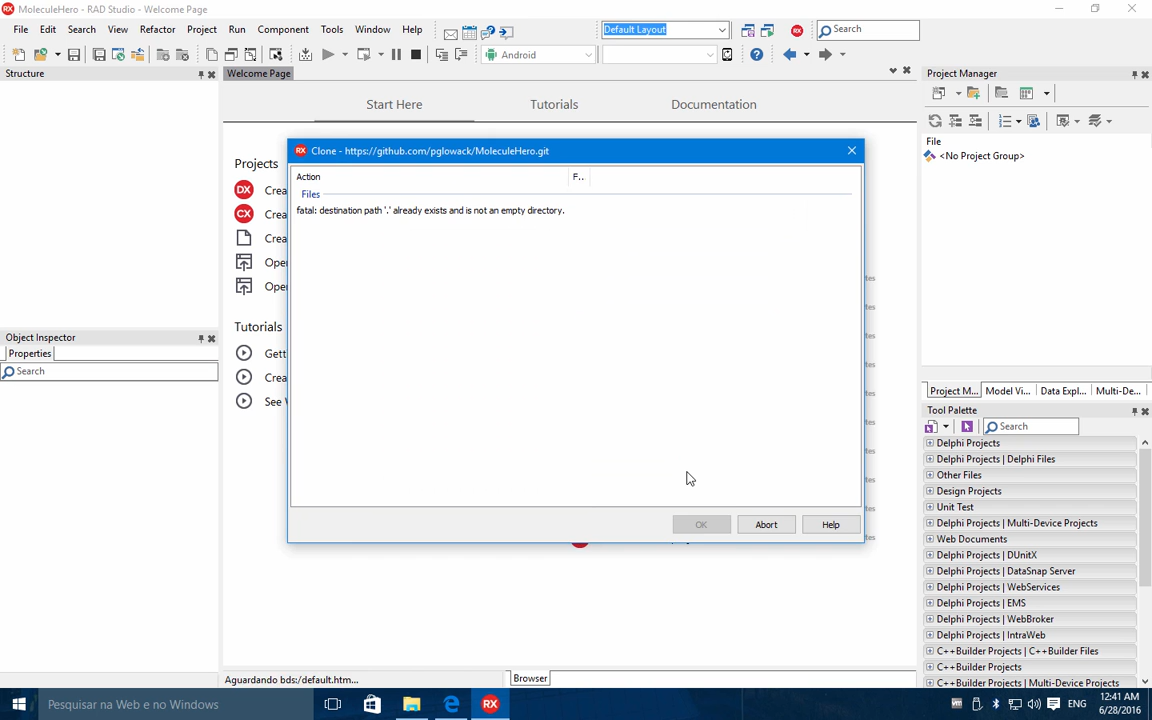 MoleculeHero - RAD Studio - Welcome Page
File Edit Search View Refactor Project Run Component Tools Window Help
Default Layout
Search
Android
Structure
Welcome Page
Project Manager
Start Here Tutorials Documentation
File
<No Project Group>
Projects
DX Crea
CX Crea
Crea
Open
Open
Tutorials
Gett
Crea
See
RX Clone - https://github.com/pglowack/MoleculeHero.git
Action F..
Files
fatal: destination path '.' already exists and is not an empty directory.
OK Abort Help
Object Inspector
Properties
Search
Project M... Model Vi... Data Expl... Multi-De...
Tool Palette
Search
Delphi Projects
Delphi Projects | Delphi Files
Other Files
Design Projects
Unit Test
Delphi Projects | Multi-Device Projects
Web Documents
Delphi Projects | DUnitX
Delphi Projects | DataSnap Server
Delphi Projects | WebServices
Delphi Projects | EMS
Delphi Projects | WebBroker
Delphi Projects | IntraWeb
C++Builder Projects | C++Builder Files
C++Builder Projects
C++Builder Projects | Multi-Device Projects
Aguardando bds:/default.htm...
Browser
Pesquisar na Web e no Windows
RX
ENG
12:41 AM
6/28/2016